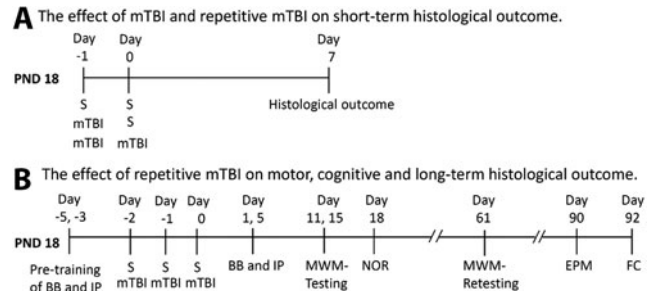 A The effect of mTBI and repetitive mTBI on short-term histological outcome.
Day Day Day
-1 0 7
PND 18
S S Histological outcome
mTBI S
mTBI mTBI
B The effect of repetitive mTBI on motor, cognitive and long-term histological outcome.
Day Day Day Day Day Day Day Day Day Day
-5, -3 -2 -1 0 1, 5 11, 15 18 61 90 92
PND 18
Pre-training S S S BB and IP MWM- NOR MWM- EPM FC
of BB and IP mTBI mTBI mTBI Testing Retesting